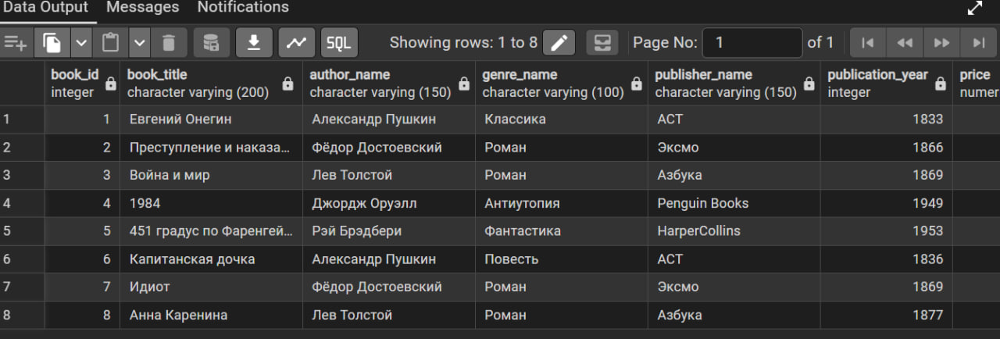 Data Output Messages Notifications
SQL Showing rows: 1 to 8 Page No: 1 of 1
book_id book_title author_name genre_name publisher_name publication_year price
integer character varying (200) character varying (150) character varying (100) character varying (150) integer numer
1 1 Евгений Онегин Александр Пушкин Классика АСТ 1833
2 2 Преступление и наказа... Фёдор Достоевский Роман Эксмо 1866
3 3 Война и мир Лев Толстой Роман Азбука 1869
4 4 1984 Джордж Оруэлл Антиутопия Penguin Books 1949
5 5 451 градус по Фаренгей... Рэй Брэдбери Фантастика HarperCollins 1953
6 6 Капитанская дочка Александр Пушкин Повесть АСТ 1836
7 7 Идиот Фёдор Достоевский Роман Эксмо 1869
8 8 Анна Каренина Лев Толстой Роман Азбука 1877